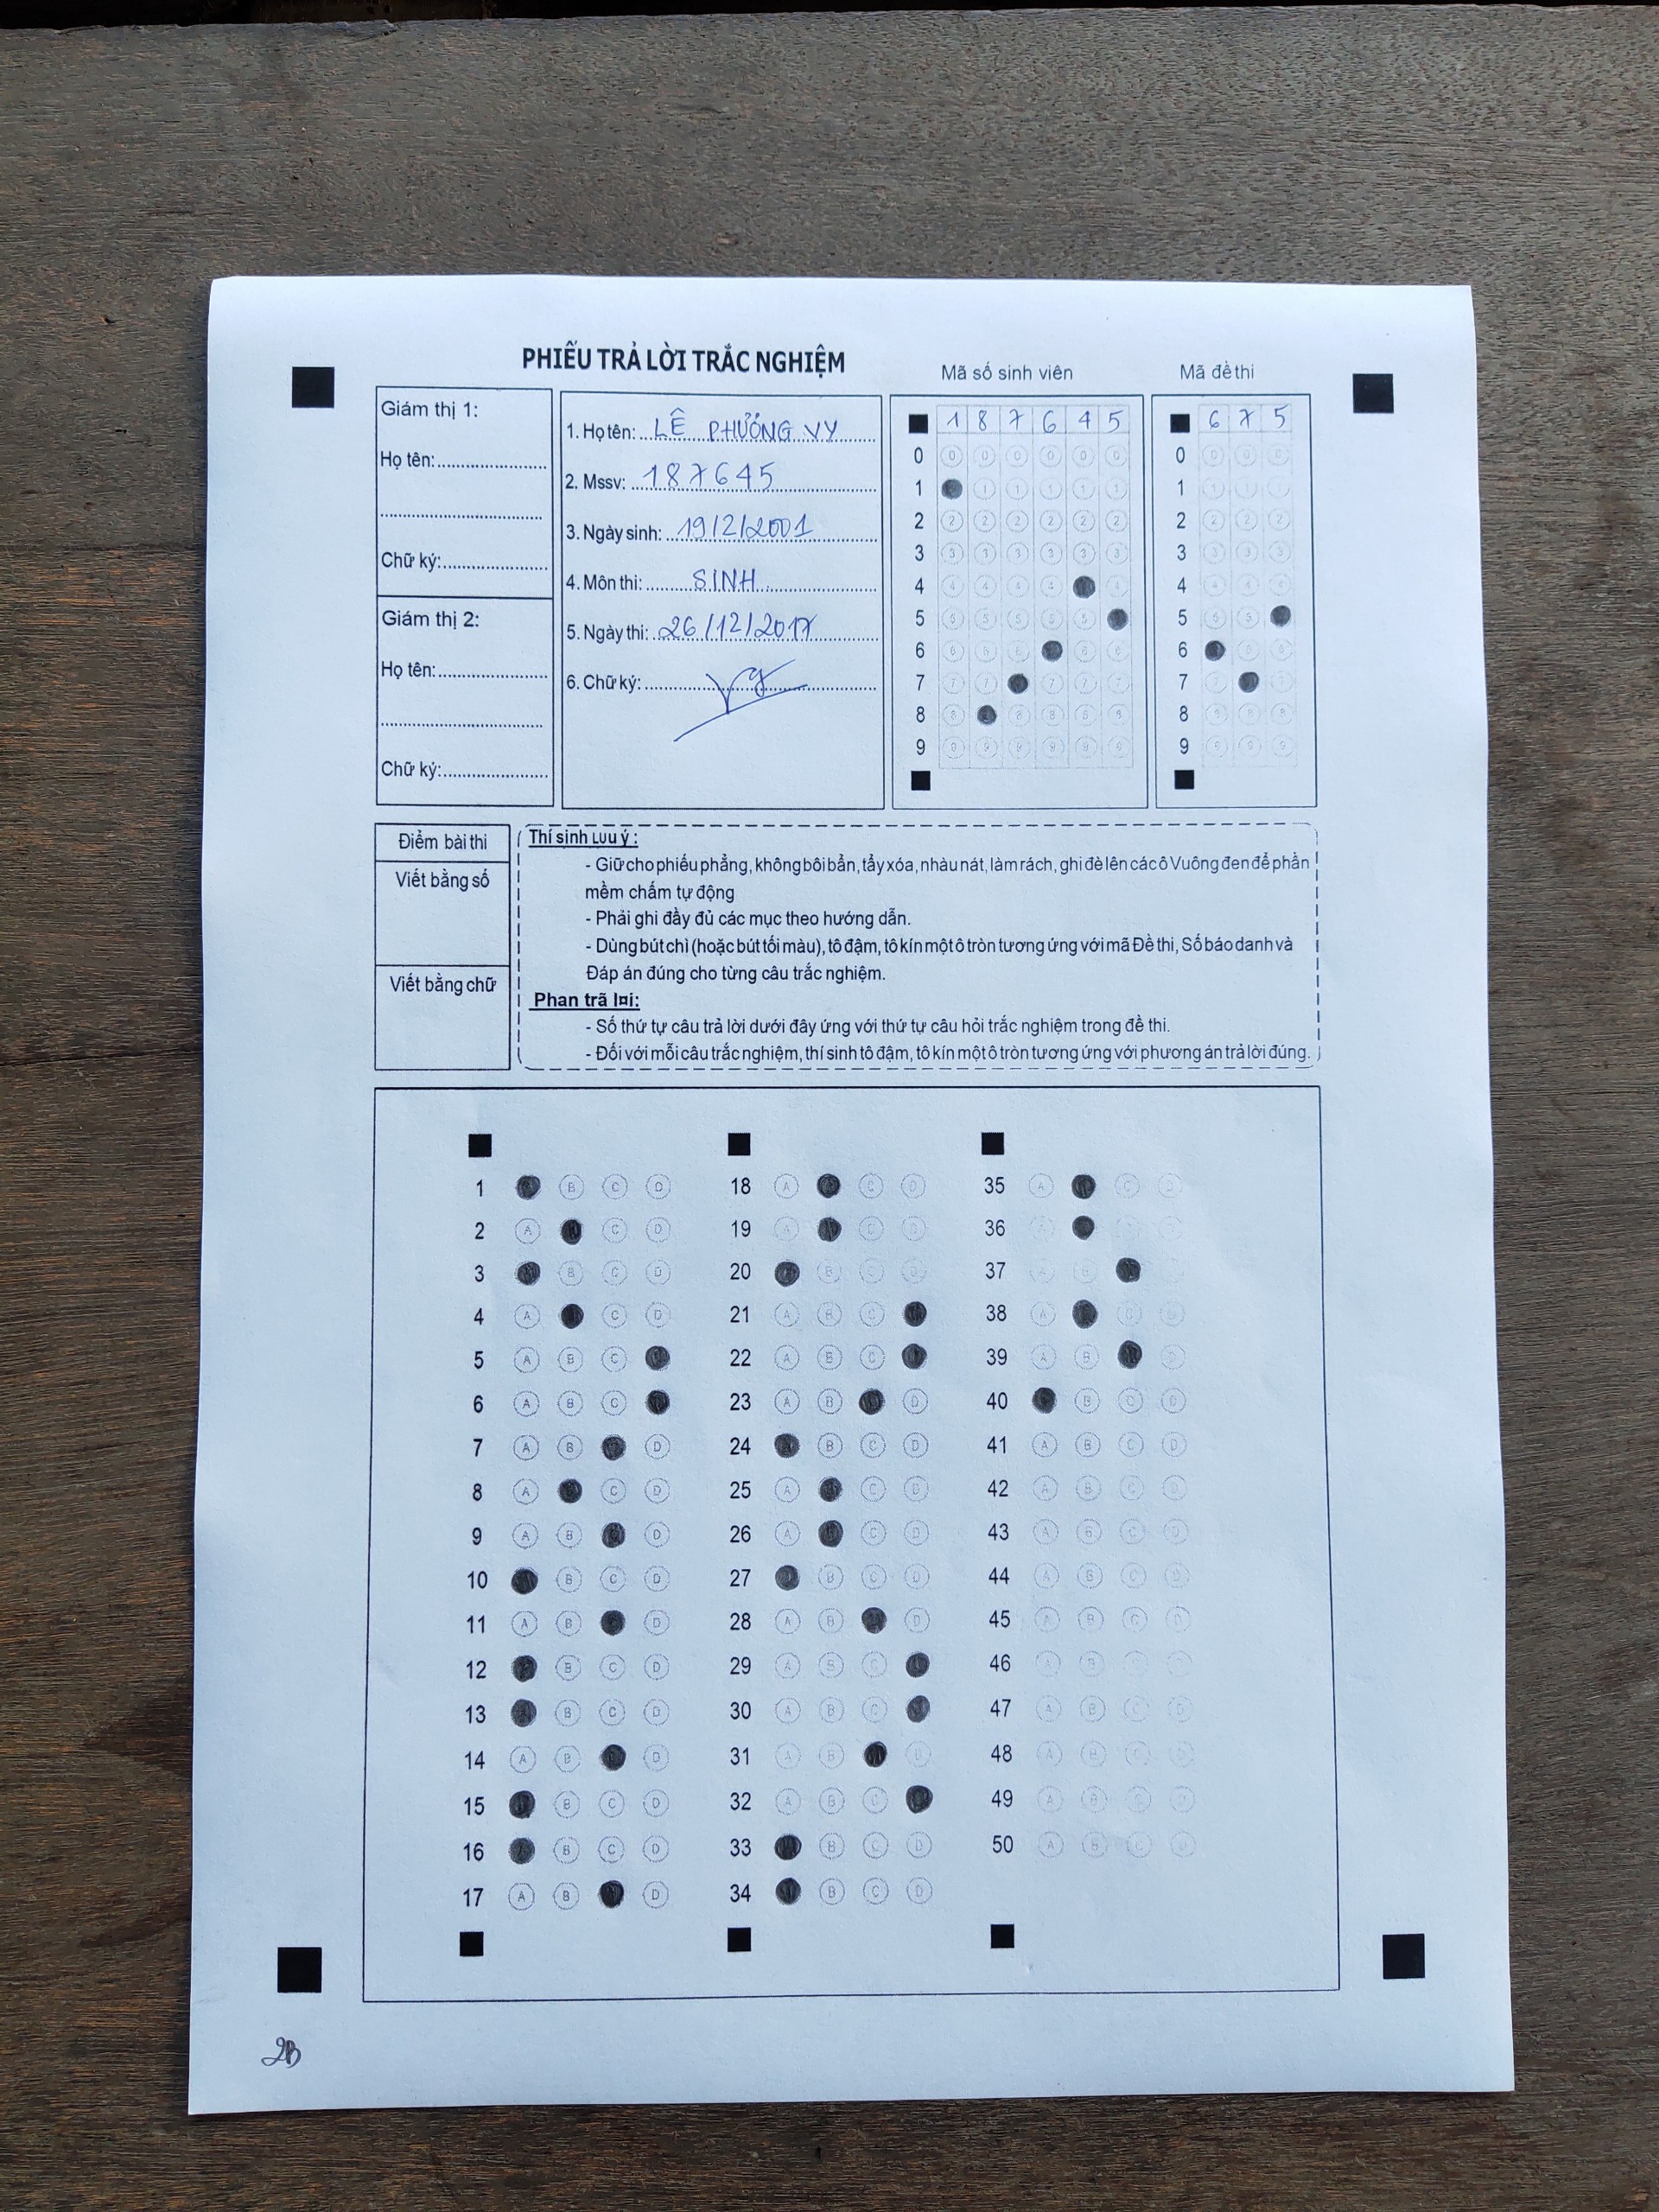 PHIẾU TRẢ LỜI TRẮC NGHIỆM
Mã số sinh viên
Mã đề thi
Giám thị 1:
Họ tên:
Chữ ký:
Giám thị 2:
Họ tên:
Chữ ký:
1. Họ tên: LÊ PHƯƠNG VY
2. Mssv: 187645
3. Ngày sinh: 19/2/2001
4. Môn thi: SINH
5. Ngày thi: 26/12/2017
6. Chữ ký: Vy
1 8 7 6 4 5
0 0 0 0 0 0 0
1 1 1 1 1 1
2 2 2 2 2 2 2
3 3 3 3 3 3 3
4 4 4 4 4 4
5 5 5 5 5 5
6 6 6 6 6 6
7 7 7 7 7 7
8 8 8 8 8 8
9 9 9 9 9 9 9
6 7 5
0 0 0 0
1 1 1 1
2 2 2 2
3 3 3 3
4 4 4 4
5 5 5
6 6 6
7 7 7
8 8 8 8
9 9 9 9
Điểm bài thi
Viết bằng số
Viết bằng chữ
Thí sinh Lưu ý :
- Giữ cho phiếu phẳng, không bôi bẩn, tẩy xóa, nhàu nát, làm rách, ghi đè lên các ô Vuông đen để phần
mềm chấm tự động
- Phải ghi đầy đủ các mục theo hướng dẫn.
- Dùng bút chì (hoặc bút tối màu), tô đậm, tô kín một ô tròn tương ứng với mã Đề thi, Số báo danh và
Đáp án đúng cho từng câu trắc nghiệm.
Phan trã l¤i:
- Số thứ tự câu trả lời dưới đây ứng với thứ tự câu hỏi trắc nghiệm trong đề thi.
- Đối với mỗi câu trắc nghiệm, thí sinh tô đậm, tô kín một ô tròn tương ứng với phương án trả lời đúng.
1 B C D
2 A C D
3 B C D
4 A C D
5 A B C
6 A B C
7 A B D
8 A C D
9 A B D
10 B C D
11 A B D
12 B C D
13 B C D
14 A B D
15 B C D
16 B C D
17 A B D
18 A C D
19 A C D
20 B C D
21 A B C
22 A B C
23 A B D
24 B C D
25 A C D
26 A C D
27 B C D
28 A B D
29 A B C
30 A B C
31 A B D
32 A B C
33 B C D
34 B C D
35 A C D
36 A C D
37 A B
38 A C D
39 A B D
40 B C D
41 A B C D
42 A B C D
43 A B C D
44 A B C D
45 A B C D
46 A B C D
47 A B C D
48 A B C D
49 A B C D
50 A B C D
2B